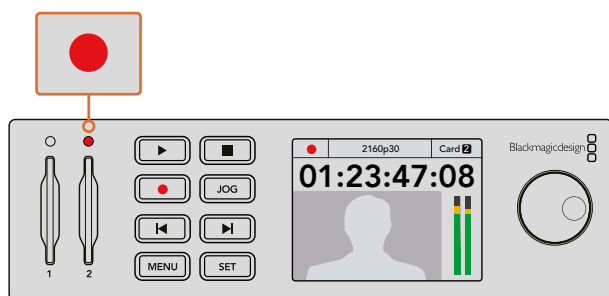 2160p30 Card 2
Blackmagicdesign
01:23:47:08
JOG
1 2
MENU SET